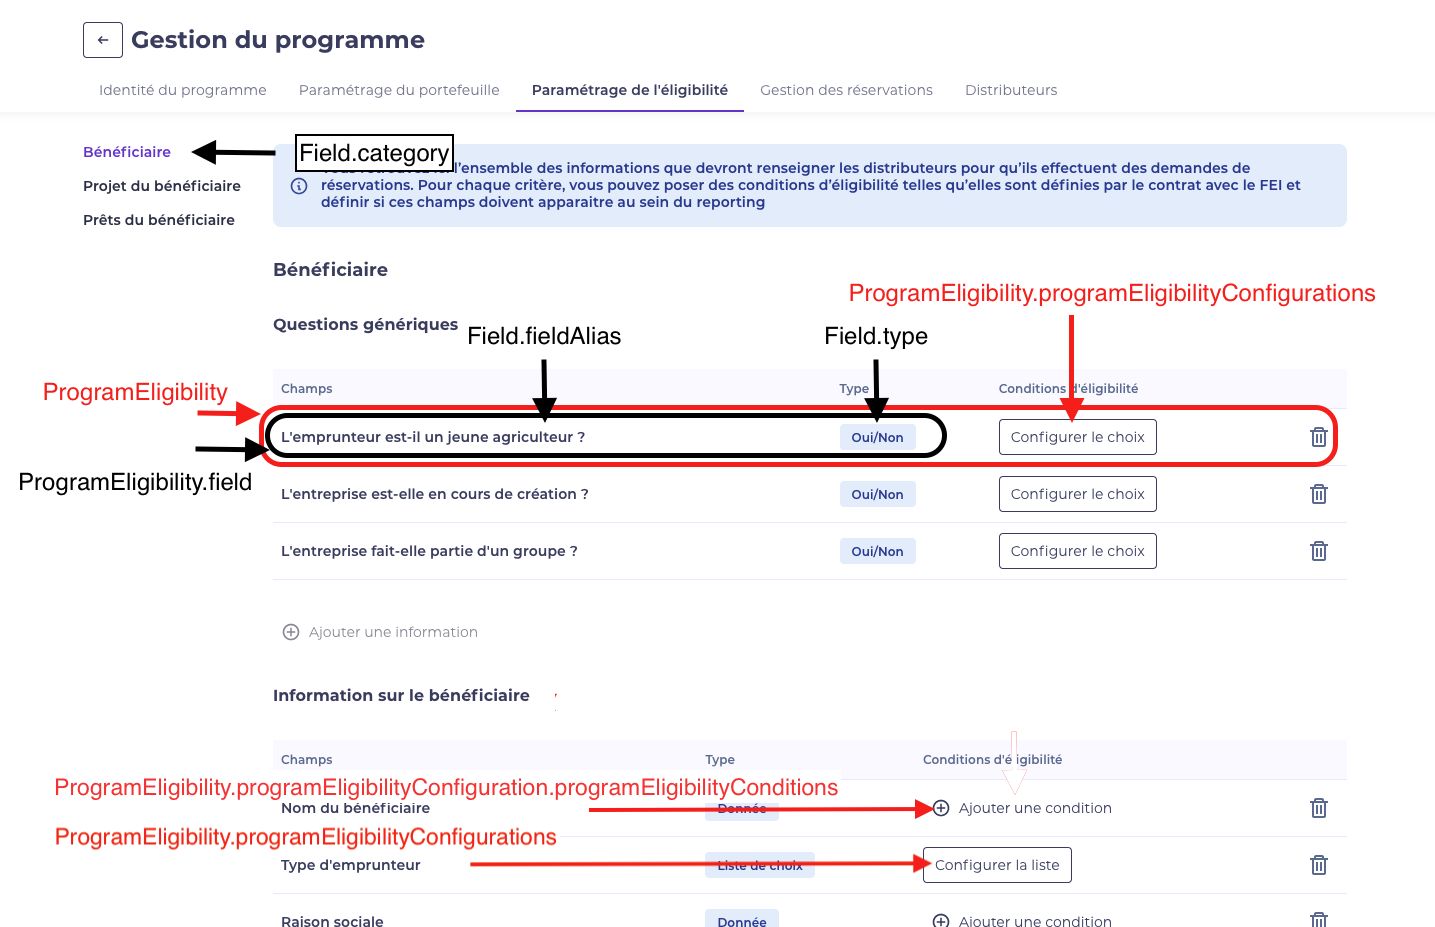 Gestion du programme
Identité du programme
Paramétrage du portefeuille
Paramétrage de l'éligibilité
Gestion des réservations
Distributeurs
Bénéficiaire
Projet du bénéficiaire
Prêts du bénéficiaire
Field.category
l'ensemble des informations que devront renseigner les distributeurs pour qu'ils effectuent des demandes de
réservations. Pour chaque critère, vous pouvez poser des conditions d'éligibilité telles qu'elles sont définies par le contrat avec le FEI et
définir si ces champs doivent apparaitre au sein du reporting
Bénéficiaire
ProgramEligibility.programEligibilityConfigurations
Questions génériques
Field.fieldAlias
Field.type
Champs
Type
Conditions d'éligibilité
ProgramEligibility
L'emprunteur est-il un jeune agriculteur ?
Oui/Non
Configurer le choix
ProgramEligibility.field
L'entreprise est-elle en cours de création ?
Oui/Non
Configurer le choix
L'entreprise fait-elle partie d'un groupe ?
Oui/Non
Configurer le choix
Ajouter une information
Information sur le bénéficiaire
Champs
Type
Conditions d'éligibilité
ProgramEligibility.programEligibilityConfiguration.programEligibilityConditions
Nom du bénéficiaire
Donnée
Ajouter une condition
ProgramEligibility.programEligibilityConfigurations
Type d'emprunteur
Liste de choix
Configurer la liste
Raison sociale
Donnée
Ajouter une condition